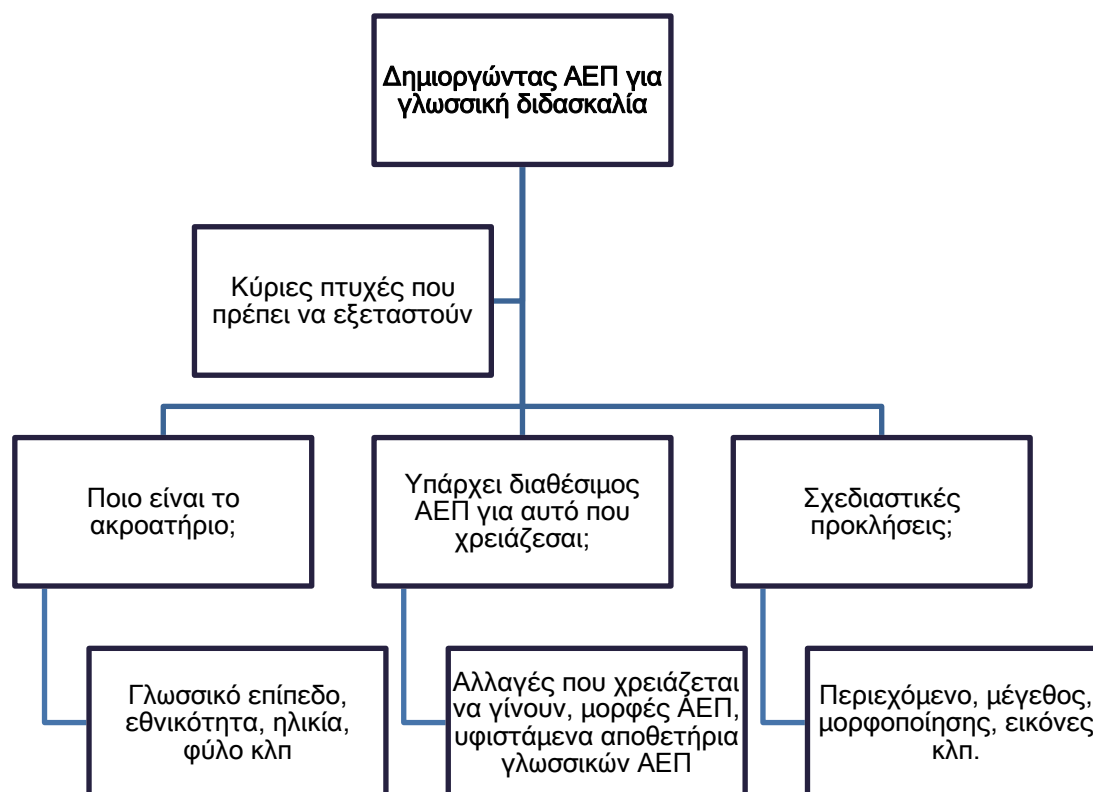 Δημιοργώντας ΑΕΠ για
γλωσσική διδασκαλία
Κύριες πτυχές που
πρέπει να εξεταστούν
Ποιο είναι το
ακροατήριο;
Υπάρχει διαθέσιμος
ΑΕΠ για αυτό που
χρειάζεσαι;
Σχεδιαστικές
προκλήσεις;
Γλωσσικό επίπεδο,
εθνικότητα, ηλικία,
φύλο κλπ
Αλλαγές που χρειάζεται
να γίνουν, μορφές ΑΕΠ,
υφιστάμενα αποθετήρια
γλωσσικών ΑΕΠ
Περιεχόμενο, μέγεθος,
μορφοποίησης, εικόνες
κλπ.